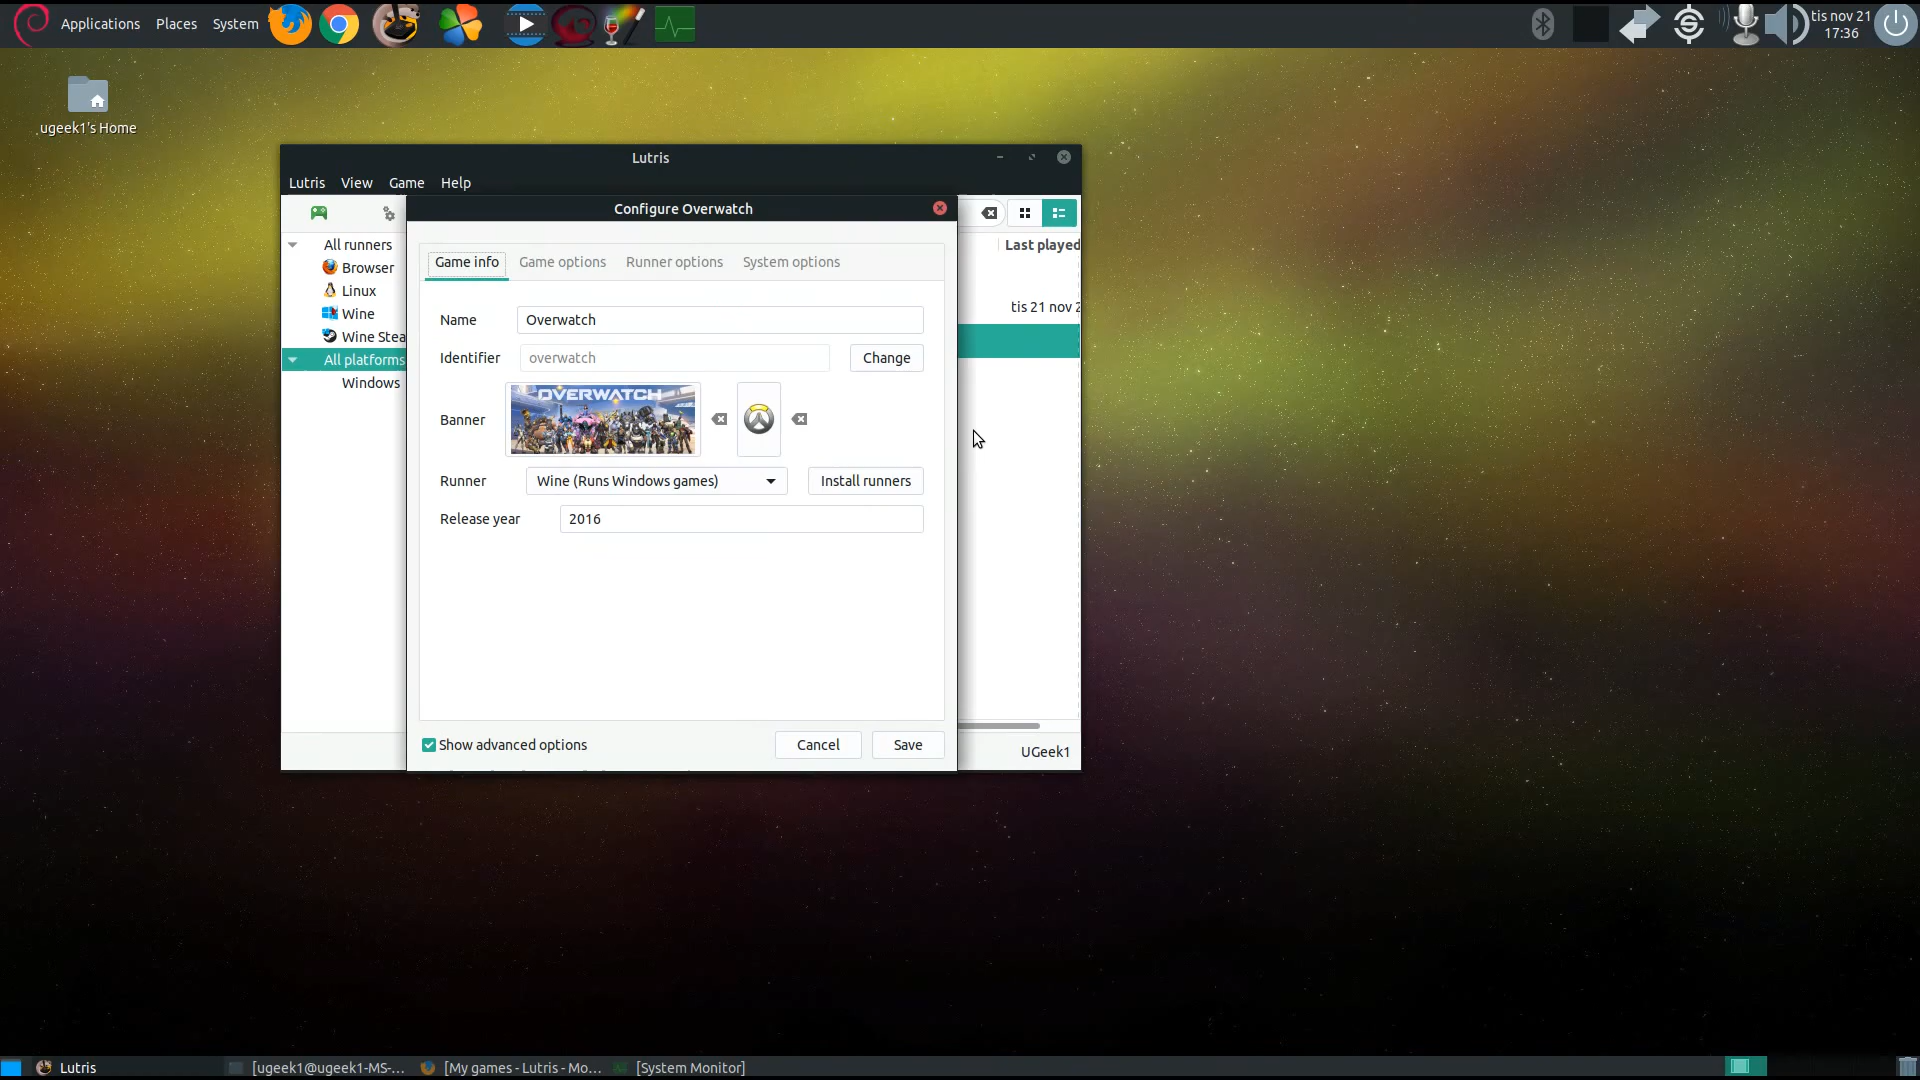 Applications Places System
tis nov 21
17:36
ugeek1's Home
Lutris
Lutris View Game Help
Configure Overwatch
All runners
Browser
Linux
Wine
Wine Stea
All platforms
Windows
Last played
tis 21 nov 2
Game info Game options Runner options System options
Name Overwatch
Identifier overwatch Change
Banner OVERWATCH
Runner Wine (Runs Windows games) Install runners
Release year 2016
Show advanced options Cancel Save
UGeek1
Lutris [ugeek1@ugeek1-MS-... [My games - Lutris - Mo... [System Monitor]